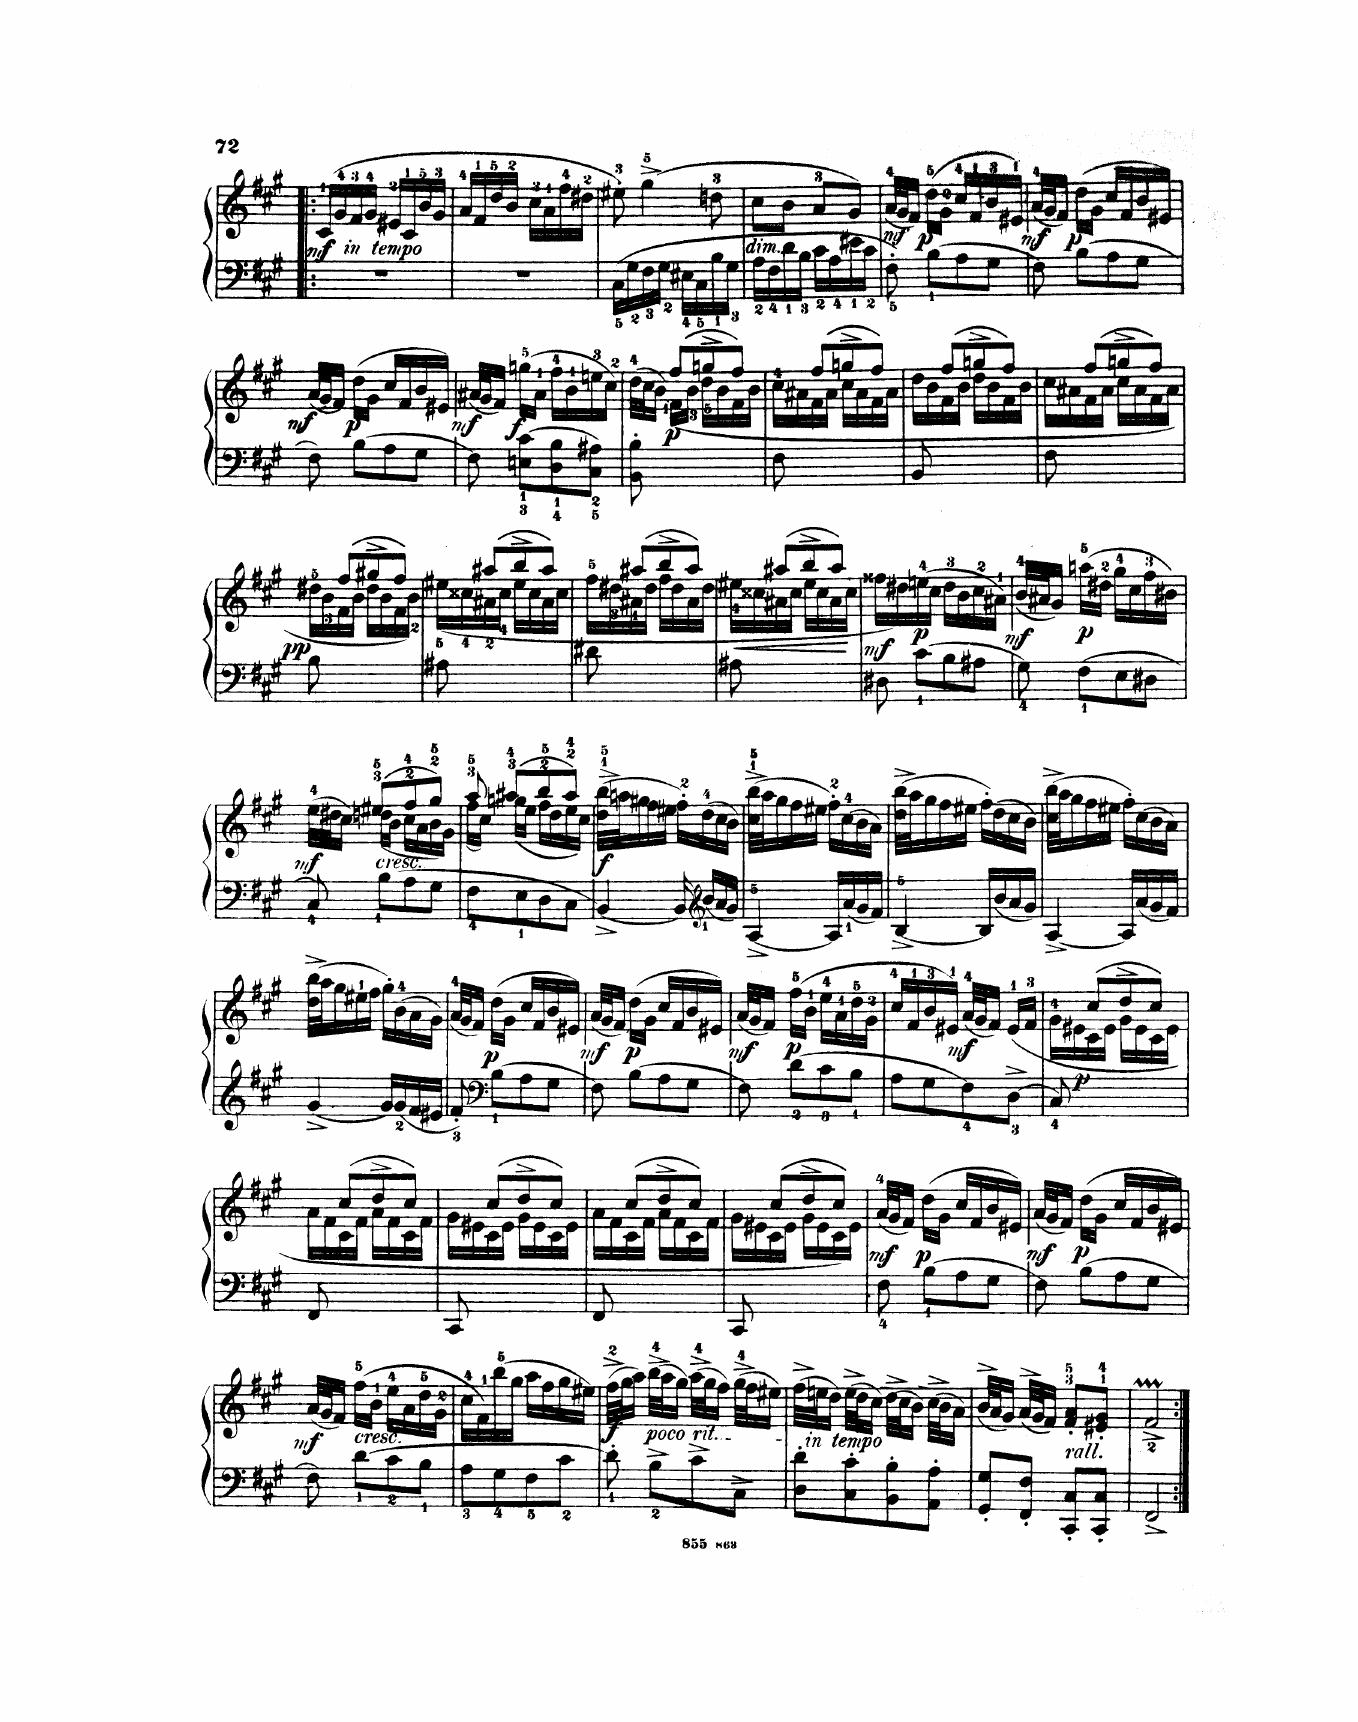 72
mf in tempo dim. mf p mf p
mf p mf f p
pp mf p mf p
mf cresc. f
p mf p mf p mf p
mf p mf p
mf cresc. f poco rit. in tempo rall.
855 863